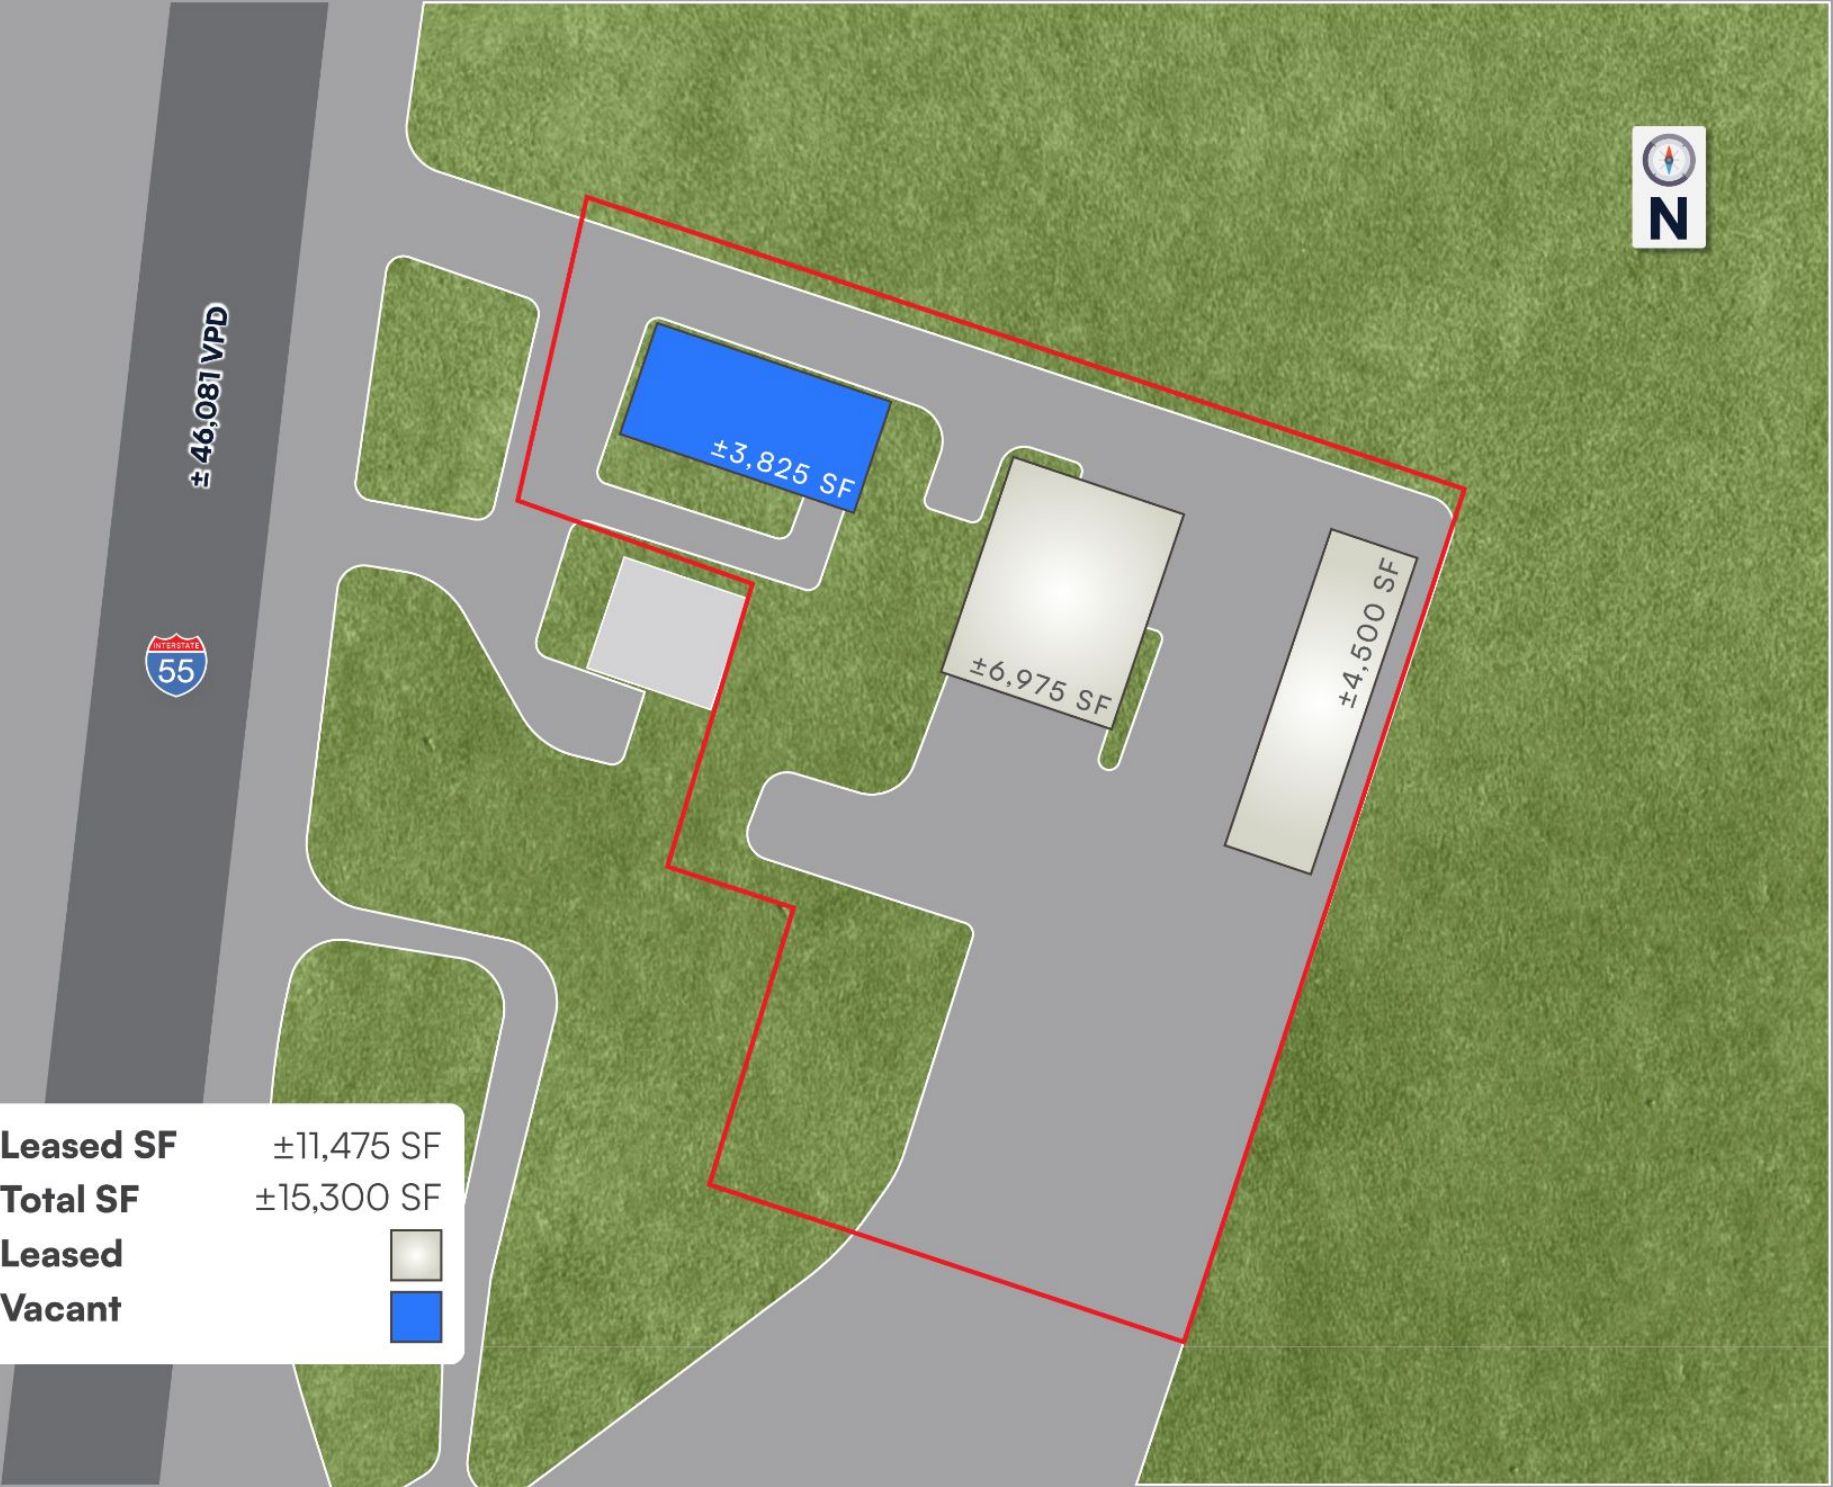 N
± 46,081 VPD
±3,825 SF
±6,975 SF
±4,500 SF
INTERSTATE
55
Leased SF ±11,475 SF
Total SF ±15,300 SF
Leased
Vacant